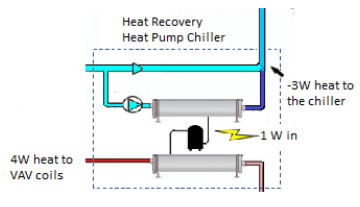 Heat Recovery
Heat Pump Chiller
-3W heat to
the chiller
1 W in
4W heat to
VAV coils